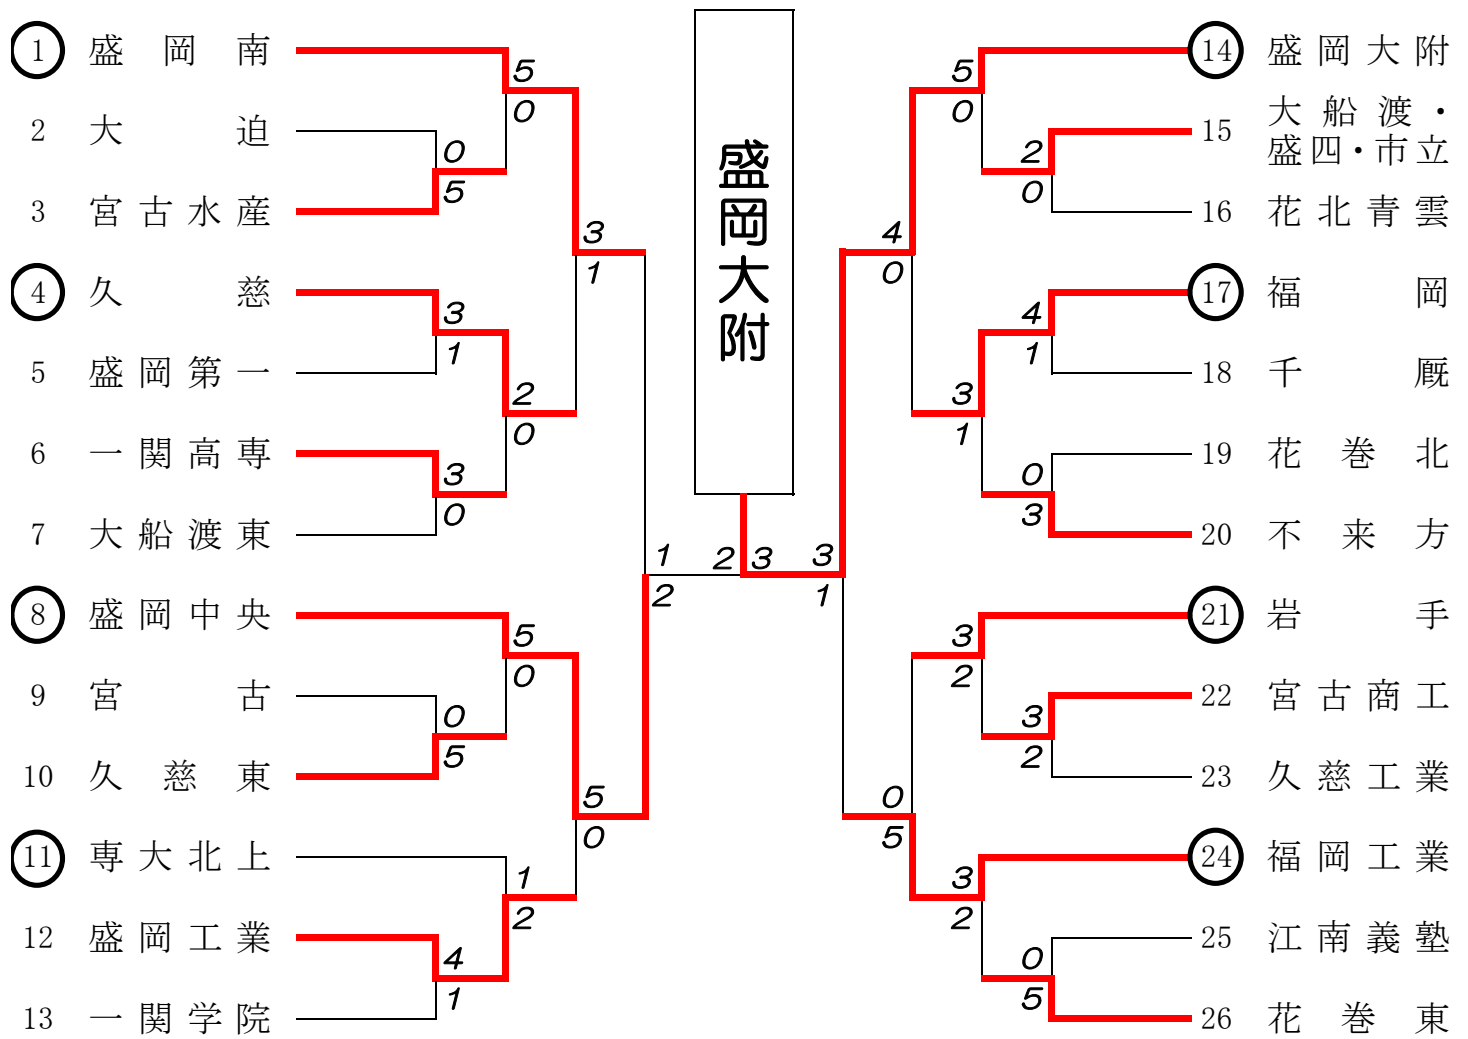 1 盛岡南
2 大迫
3 宮古水産
4 久慈
5 盛岡第一
6 一関高専
7 大船渡東
8 盛岡中央
9 宮古
10 久慈東
11 専大北上
12 盛岡工業
13 一関学院
5
0
0
5
3
1
3
1
2
0
3
0
1
2
5
0
0
5
5
0
1
2
4
1
盛岡大附
2 3
5
0
2
0
4
0
4
1
3
1
0
3
3
1
3
2
3
2
0
5
3
2
0
5
14 盛岡大附
15 大船渡・
盛四・市立
16 花北青雲
17 福岡
18 千厩
19 花巻北
20 不来方
21 岩手
22 宮古商工
23 久慈工業
24 福岡工業
25 江南義塾
26 花巻東